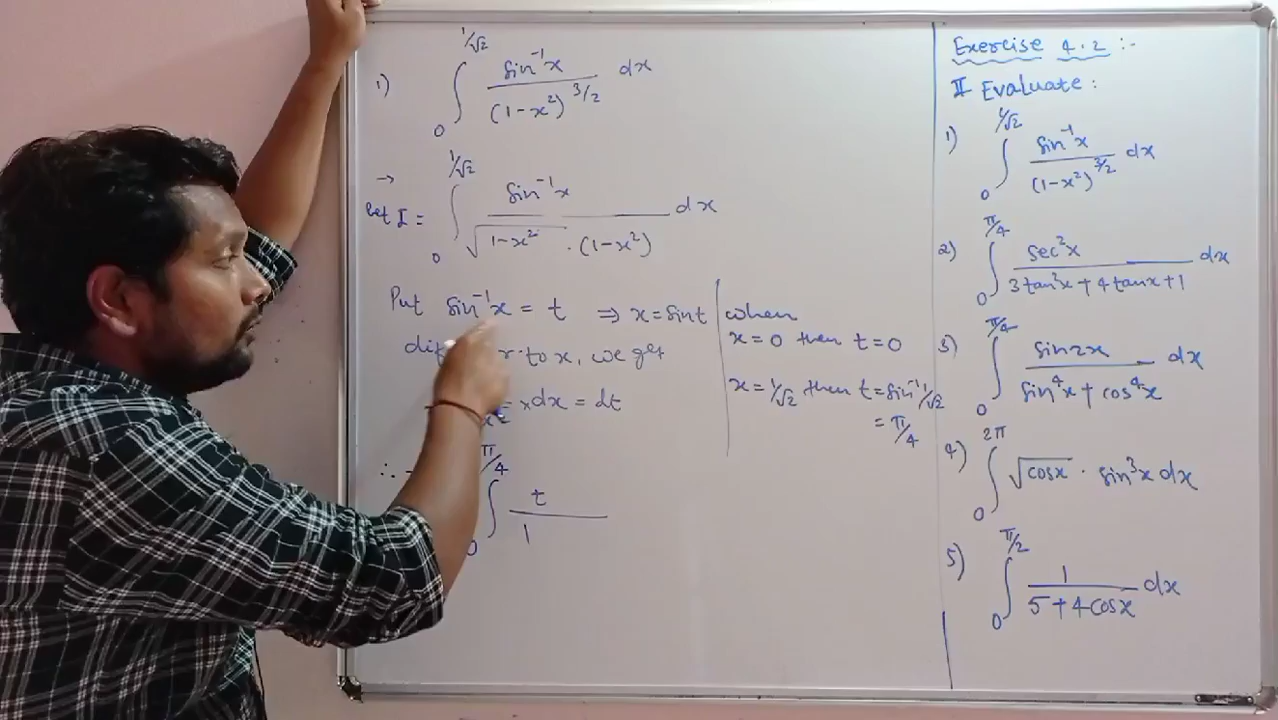 1) ∫₀^{1/√2} sin⁻¹x / (1-x²)^{3/2} dx
→
Let I = ∫₀^{1/√2} sin⁻¹x / √(1-x²) · (1-x²) dx
Put sin⁻¹x = t ⇒ x = sint
to x, we get
dx = dt
∴
∫₀^{π/4} t / 1
when
x=0 then t=0
x=1/√2 then t=sin⁻¹ 1/√2
= π/4
Exercise 4.2 :-
II Evaluate :
1) ∫₀^{1/√2} sin⁻¹x / (1-x²)^{3/2} dx
2) ∫₀^{π/4} sec²x / 3tan²x + 4tanx + 1 dx
3) ∫₀^{π/4} sin2x / sin⁴x + cos⁴x dx
4) ∫₀^{2π} √cosx · sin³x dx
5) ∫₀^{π/2} 1 / 5+4cosx dx